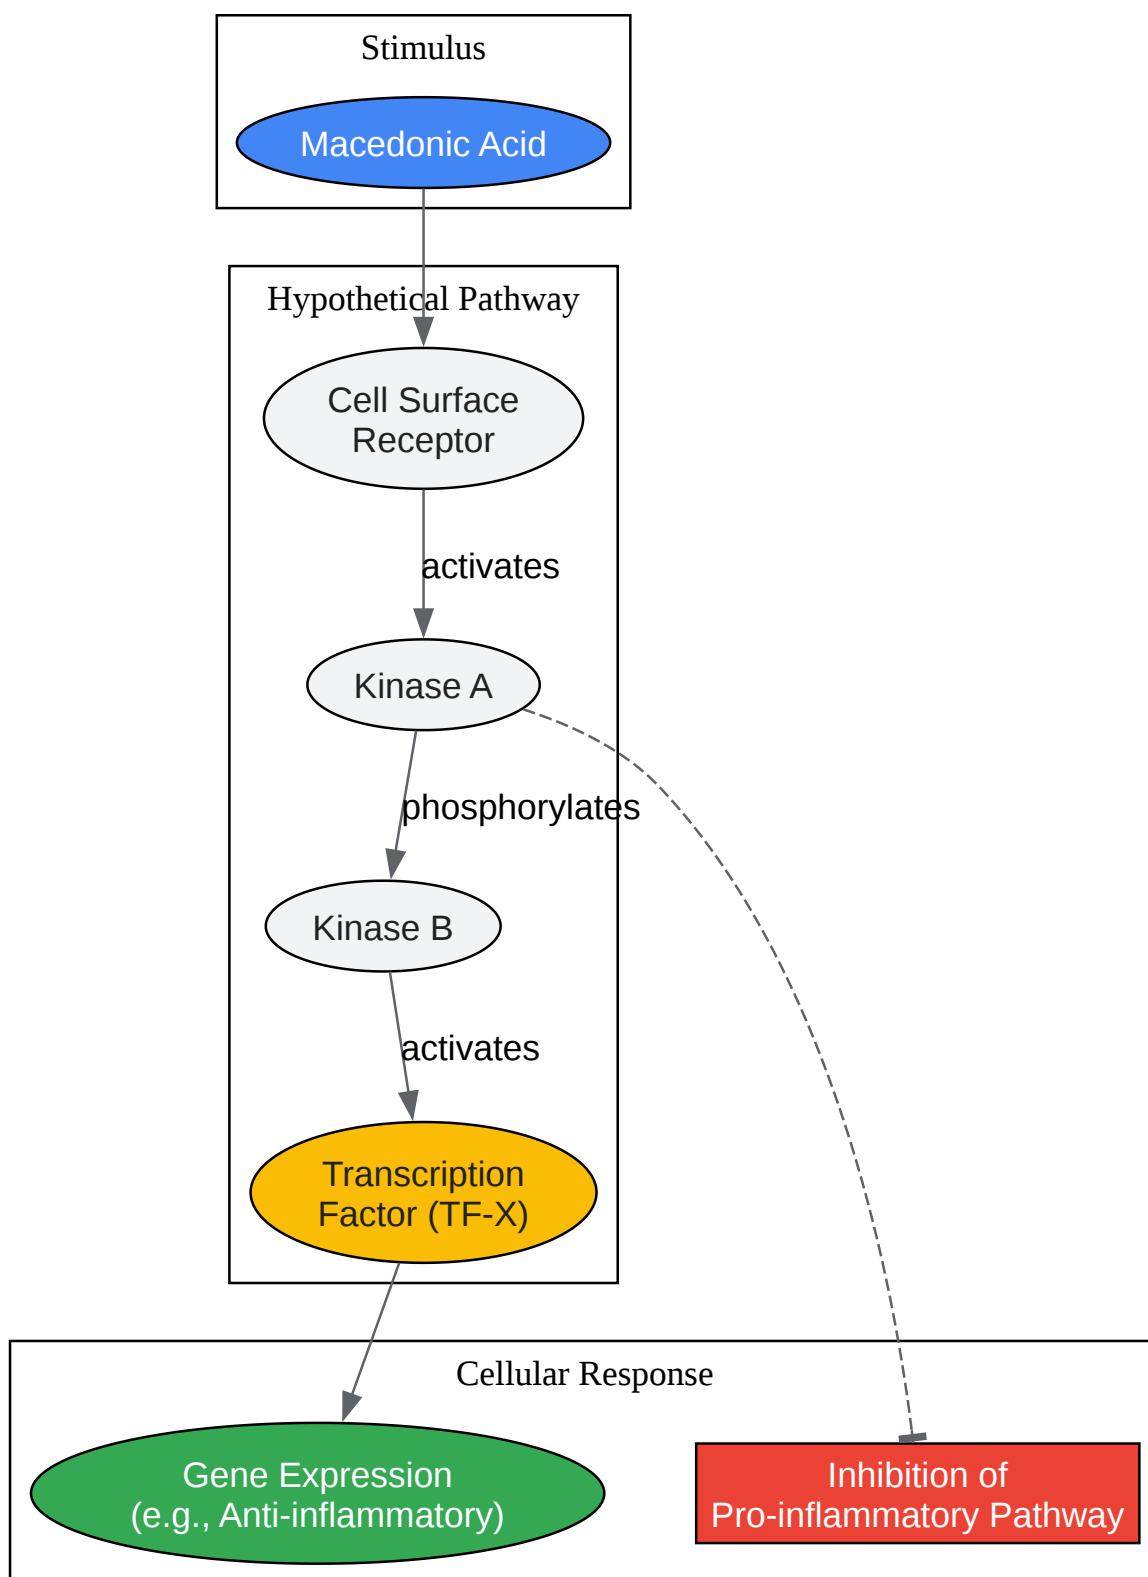 Stimulus
Macedonic Acid
Hypothetical Pathway
Cell Surface
Receptor
activates
Kinase A
phosphorylates
Kinase B
activates
Transcription
Factor (TF-X)
Cellular Response
Gene Expression
(e.g., Anti-inflammatory)
Inhibition of
Pro-inflammatory Pathway